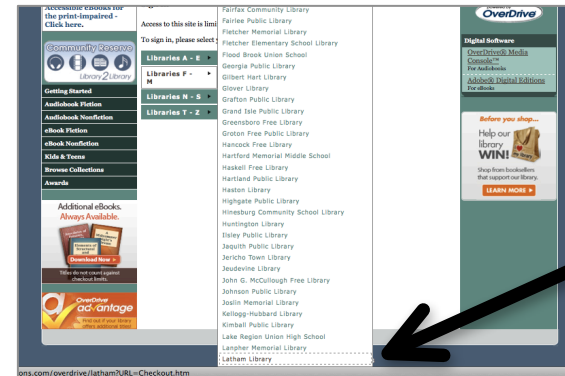 Accessible eBooks for
the print-impaired -
Click here.
Community Reserve
Library2Library
Getting Started
Audiobook Fiction
Audiobook Nonfiction
eBook Fiction
eBook Nonfiction
Kids & Teens
Browse Collections
Awards
Additional eBooks.
Always Available.
Download Now >
Titles do not count against
checkout limits.
OverDrive
advantage
Find out if your library
offers additional titles!
Access to this site is limi
To sign in, please select
Libraries A - E
Libraries F -
M
Libraries N - S
Libraries T - Z
Fairfax Community Library
Fairlee Public Library
Fletcher Memorial Library
Fletcher Elementary School Library
Flood Brook Union School
Georgia Public Library
Gilbert Hart Library
Glover Library
Grafton Public Library
Grand Isle Public Library
Greensboro Free Library
Groton Free Public Library
Hancock Free Library
Hartford Memorial Middle School
Haskell Free Library
Hartland Public Library
Haston Library
Highgate Public Library
Hinesburg Community School Library
Huntington Library
Ilsley Public Library
Jaquith Public Library
Jericho Town Library
Jeudevine Library
John G. McCullough Free Library
Johnson Public Library
Joslin Memorial Library
Kellogg-Hubbard Library
Kimball Public Library
Lake Region Union High School
Lanpher Memorial Library
Latham Library
OverDrive
Digital Software
OverDrive® Media
Console™
For Audiobooks
Adobe® Digital Editions
For eBooks
Before you shop...
Help our
library
WIN!
Shop from booksellers
that support our library.
LEARN MORE
ons.com/overdrive/latham?URL=Checkout.htm